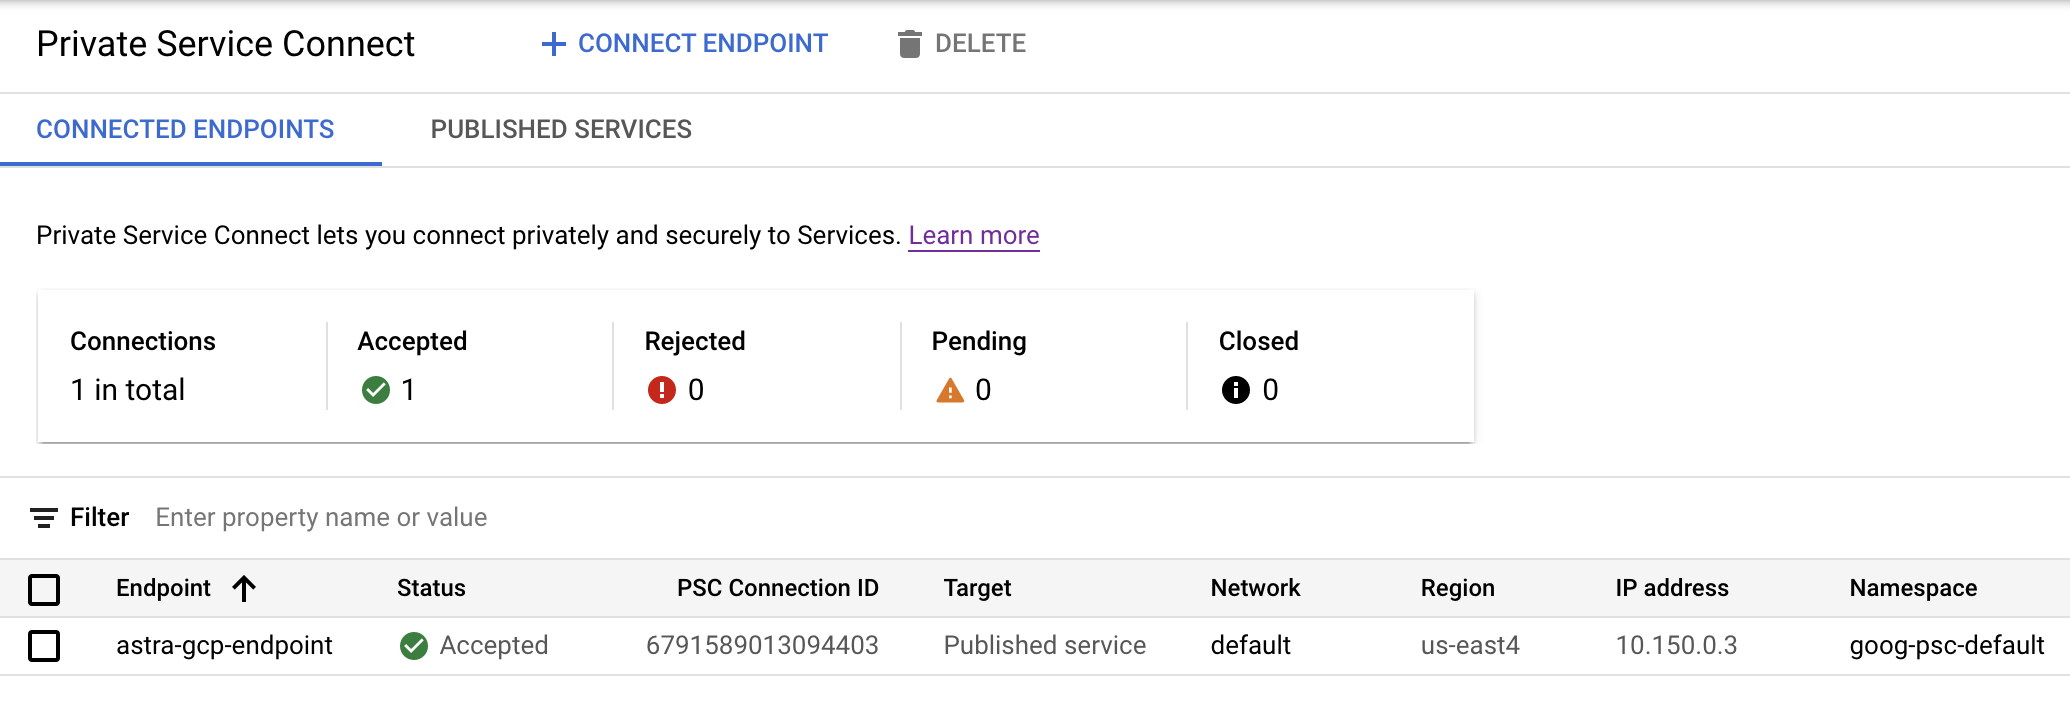 Private Service Connect CONNECT ENDPOINT DELETE
CONNECTED ENDPOINTS PUBLISHED SERVICES
Private Service Connect lets you connect privately and securely to Services. Learn more
Connections Accepted Rejected Pending Closed
1 in total 1 0 0 0
Filter Enter property name or value
Endpoint Status PSC Connection ID Target Network Region IP address Namespace
astra-gcp-endpoint Accepted 6791589013094403 Published service default us-east4 10.150.0.3 goog-psc-default